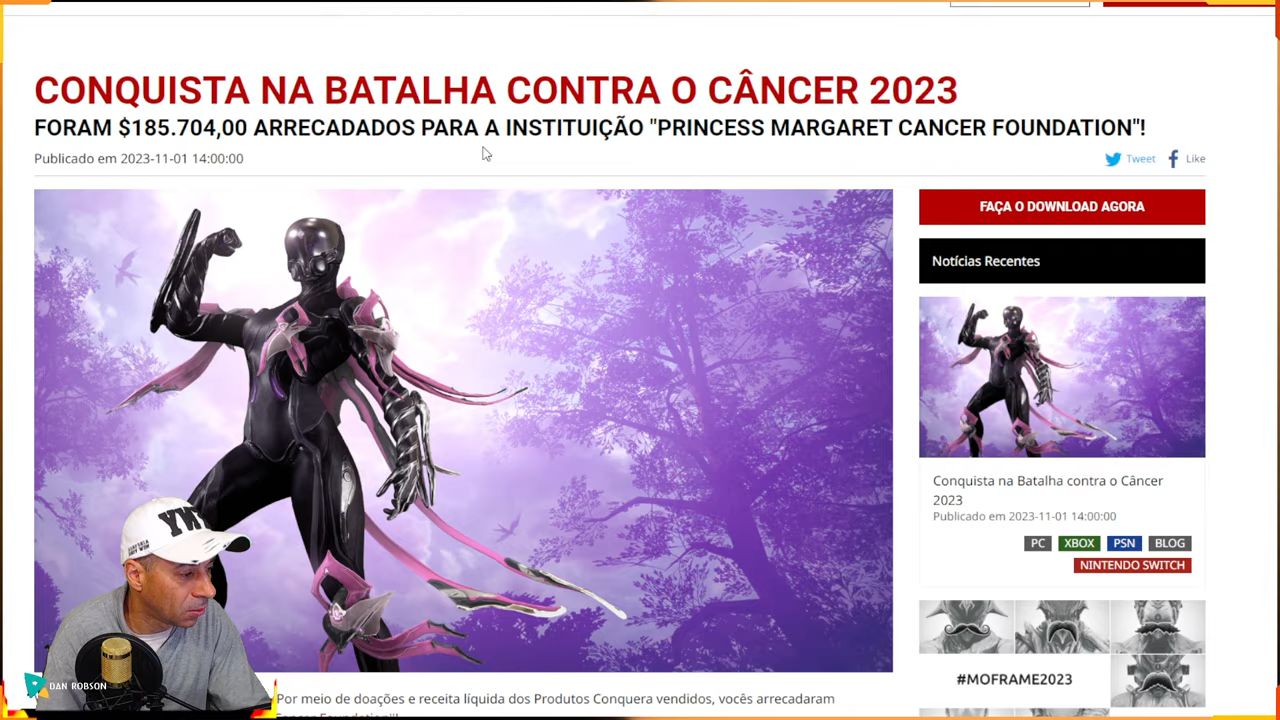 CONQUISTA NA BATALHA CONTRA O CÂNCER 2023
FORAM $185.704,00 ARRECADADOS PARA A INSTITUIÇÃO "PRINCESS MARGARET CANCER FOUNDATION"!
Publicado em 2023-11-01 14:00:00
Tweet
Like
FAÇA O DOWNLOAD AGORA
Notícias Recentes
Conquista na Batalha contra o Câncer
2023
Publicado em 2023-11-01 14:00:00
PC
XBOX
PSN
BLOG
NINTENDO SWITCH
#MOFRAME2023
DAN ROBSON
Por meio de doações e receita líquida dos Produtos Conquera vendidos, vocês arrecadaram